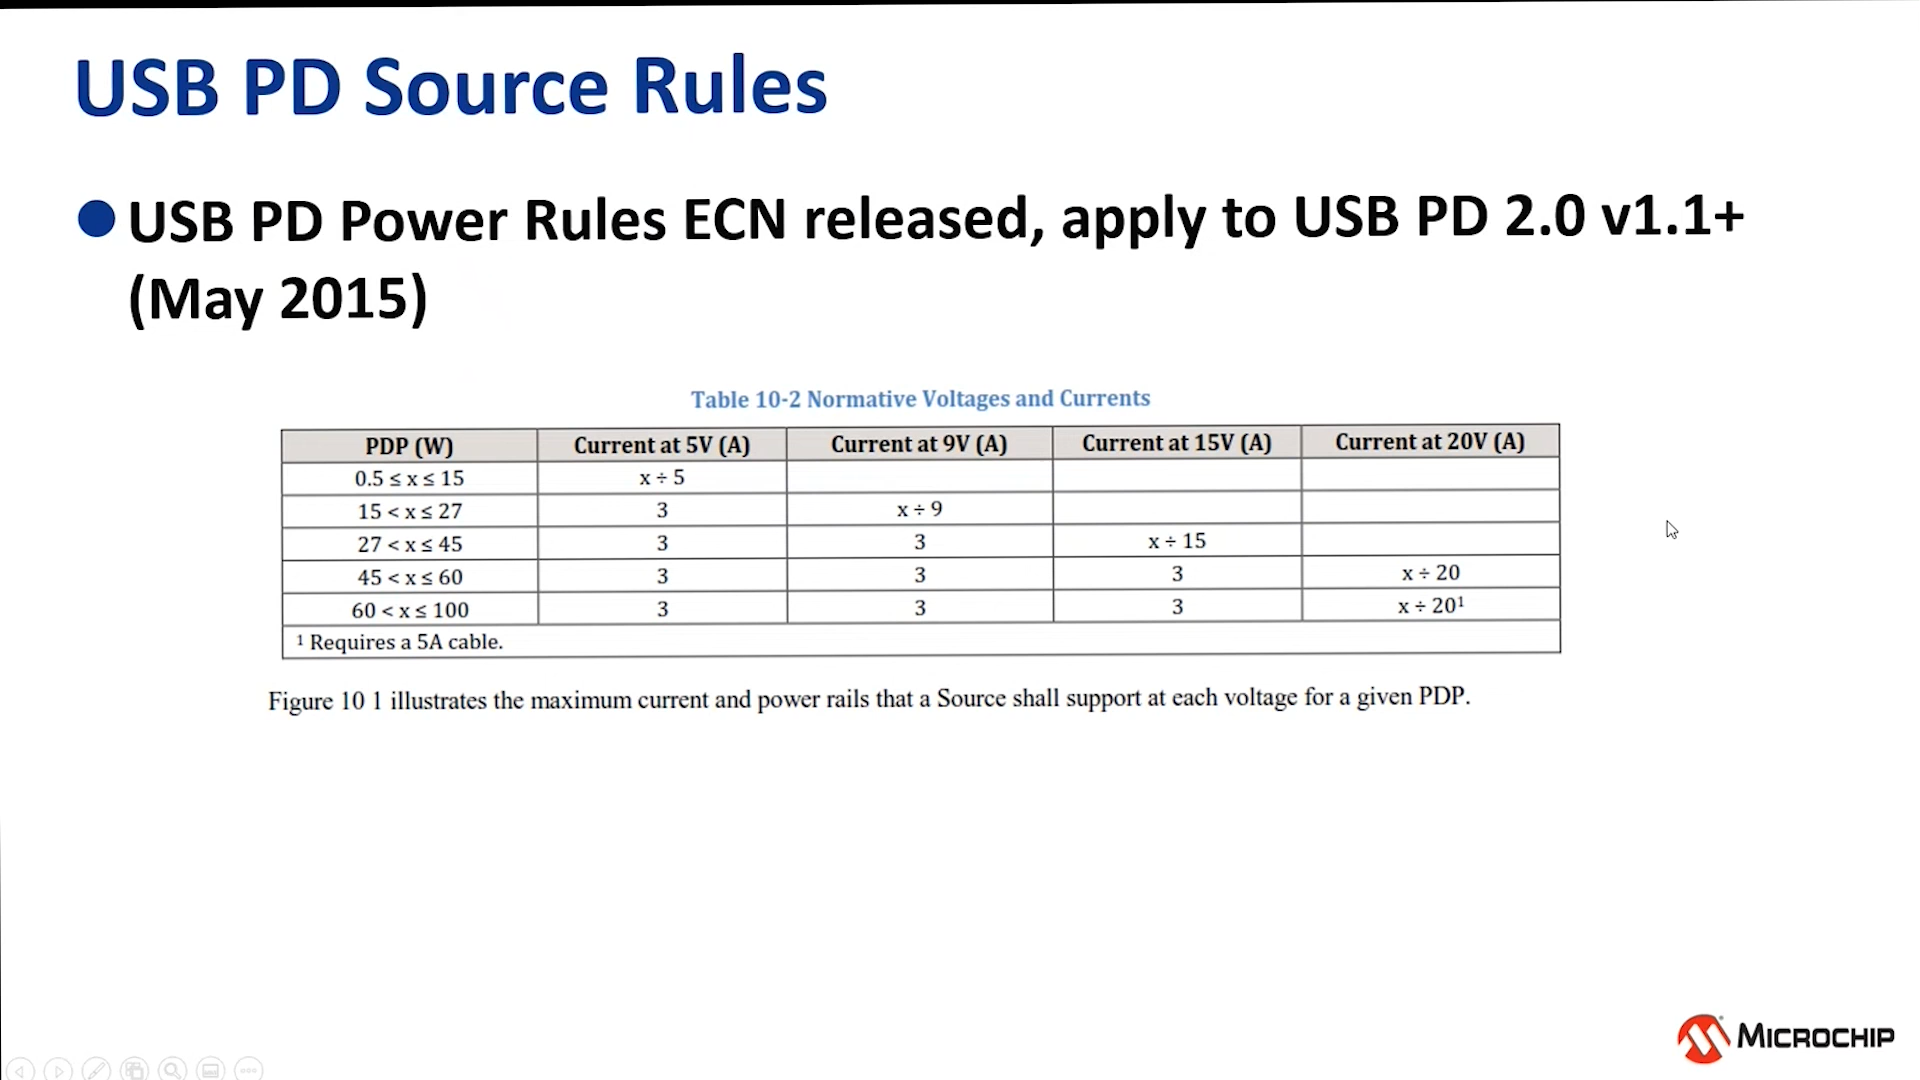 USB PD Source Rules
USB PD Power Rules ECN released, apply to USB PD 2.0 v1.1+
(May 2015)
Table 10-2 Normative Voltages and Currents
PDP (W) Current at 5V (A) Current at 9V (A) Current at 15V (A) Current at 20V (A)
0.5 ≤ x ≤ 15 x ÷ 5
15 < x ≤ 27 3 x ÷ 9
27 < x ≤ 45 3 3 x ÷ 15
45 < x ≤ 60 3 3 3 x ÷ 20
60 < x ≤ 100 3 3 3 x ÷ 20¹
¹ Requires a 5A cable.
Figure 10 1 illustrates the maximum current and power rails that a Source shall support at each voltage for a given PDP.
MICROCHIP